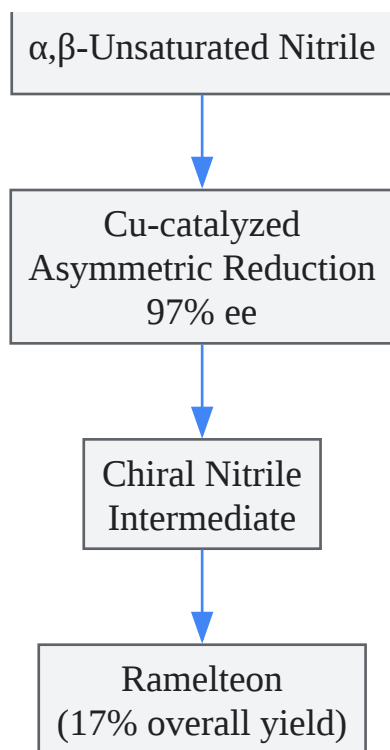 α,β-Unsaturated Nitrile
Cu-catalyzed
Asymmetric Reduction
97% ee
Chiral Nitrile
Intermediate
Ramelteon
(17% overall yield)